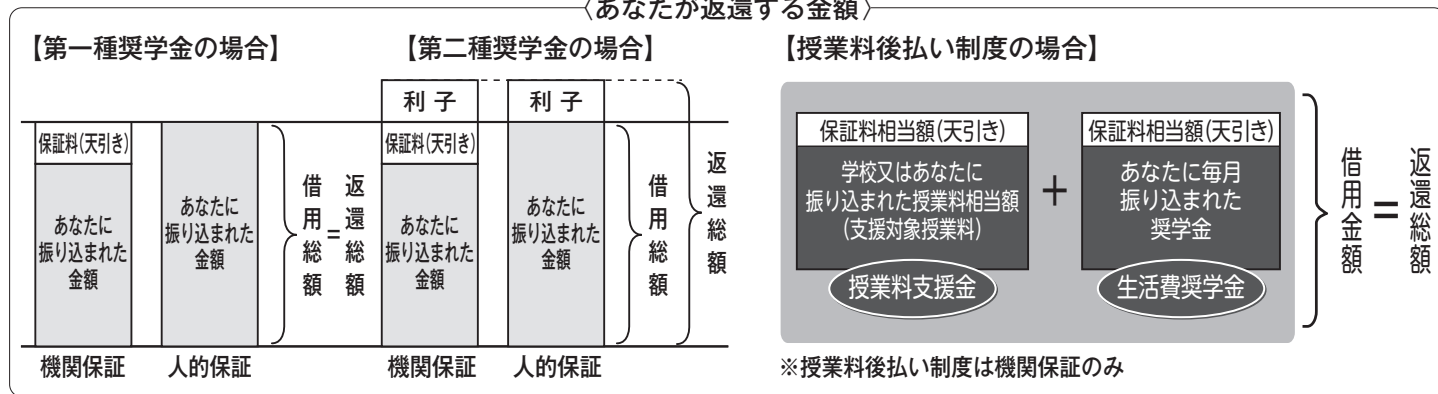 〈あなたが返還する金額〉
【第一種奨学金の場合】
保証料(天引き)
あなたに
振り込まれた
金額
機関保証
あなたに
振り込まれた
金額
人的保証
借用総額
=
返還総額
【第二種奨学金の場合】
利子
保証料(天引き)
あなたに
振り込まれた
金額
機関保証
利子
あなたに
振り込まれた
金額
人的保証
借用総額
返還総額
【授業料後払い制度の場合】
保証料相当額(天引き)
学校又はあなたに
振り込まれた授業料相当額
(支援対象授業料)
授業料支援金
+
保証料相当額(天引き)
あなたに毎月
振り込まれた
奨学金
生活費奨学金
借用金額
=
返還総額
※授業料後払い制度は機関保証のみ